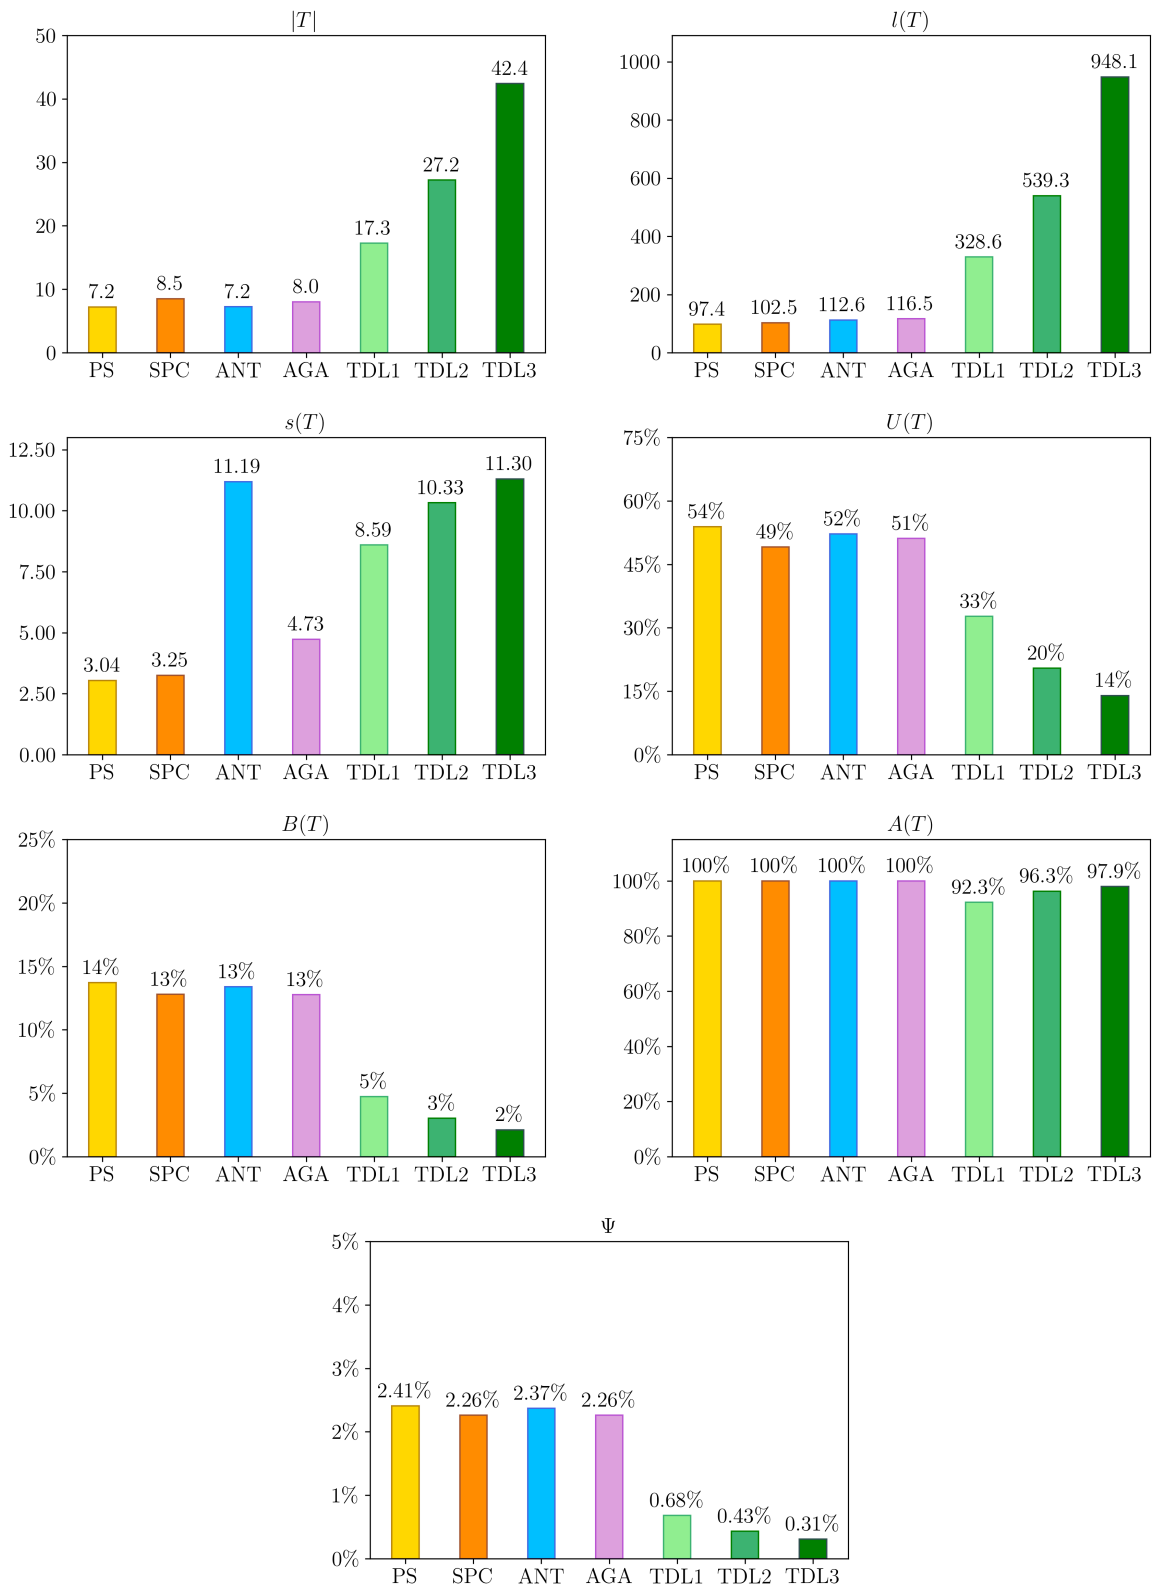 |T|
50
40
30
20
10
0
7.2 8.5 7.2 8.0 17.3 27.2 42.4
PS SPC ANT AGA TDL1 TDL2 TDL3
l(T)
1000
800
600
400
200
0
97.4 102.5 112.6 116.5 328.6 539.3 948.1
PS SPC ANT AGA TDL1 TDL2 TDL3
s(T)
12.50
10.00
7.50
5.00
2.50
0.00
3.04 3.25 11.19 4.73 8.59 10.33 11.30
PS SPC ANT AGA TDL1 TDL2 TDL3
U(T)
75%
60%
45%
30%
15%
0%
54% 49% 52% 51% 33% 20% 14%
PS SPC ANT AGA TDL1 TDL2 TDL3
B(T)
25%
20%
15%
10%
5%
0%
14% 13% 13% 13% 5% 3% 2%
PS SPC ANT AGA TDL1 TDL2 TDL3
A(T)
100%
80%
60%
40%
20%
0%
100% 100% 100% 100% 92.3% 96.3% 97.9%
PS SPC ANT AGA TDL1 TDL2 TDL3
Ψ
5%
4%
3%
2%
1%
0%
2.41% 2.26% 2.37% 2.26% 0.68% 0.43% 0.31%
PS SPC ANT AGA TDL1 TDL2 TDL3